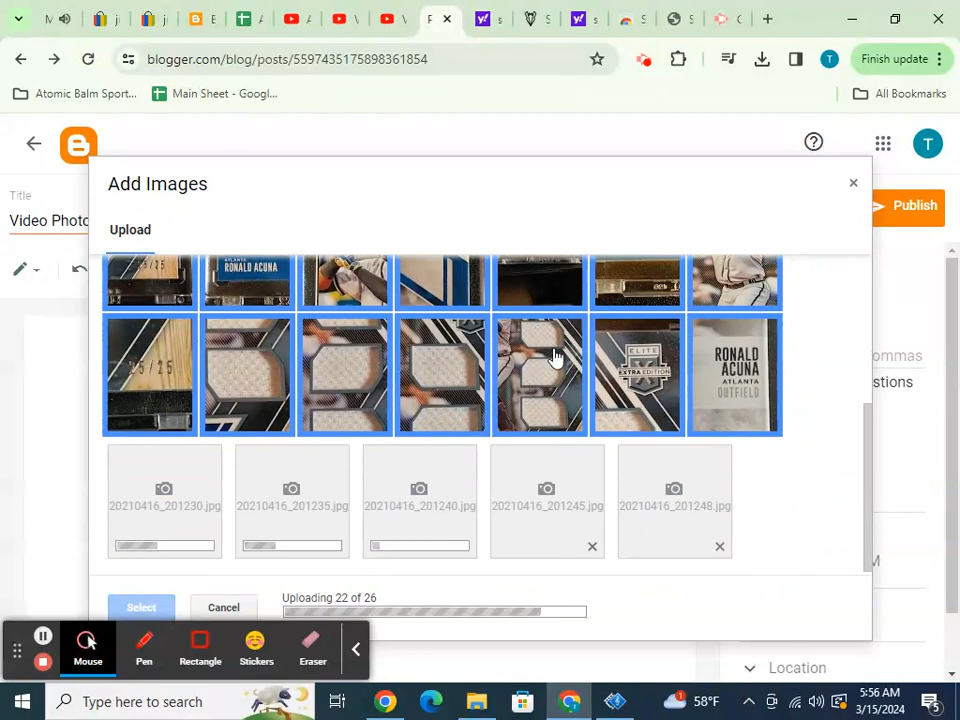 blogger.com/blog/posts/5597435175898361854
Finish update
Atomic Balm Sport...
Main Sheet - Googl...
All Bookmarks
T
Title
Video Photo
Publish
Add Images
Upload
25/25
RONALD ACUNA
25/25
ELITE
EXTRA EDITION
RONALD
ACUNA
ATLANTA
OUTFIELD
ommas
estions
20210416_201230.jpg
20210416_201235.jpg
20210416_201240.jpg
20210416_201245.jpg
20210416_201248.jpg
M
Select
Cancel
Uploading 22 of 26
Mouse
Pen
Rectangle
Stickers
Eraser
Location
Type here to search
58°F
5:56 AM
3/15/2024